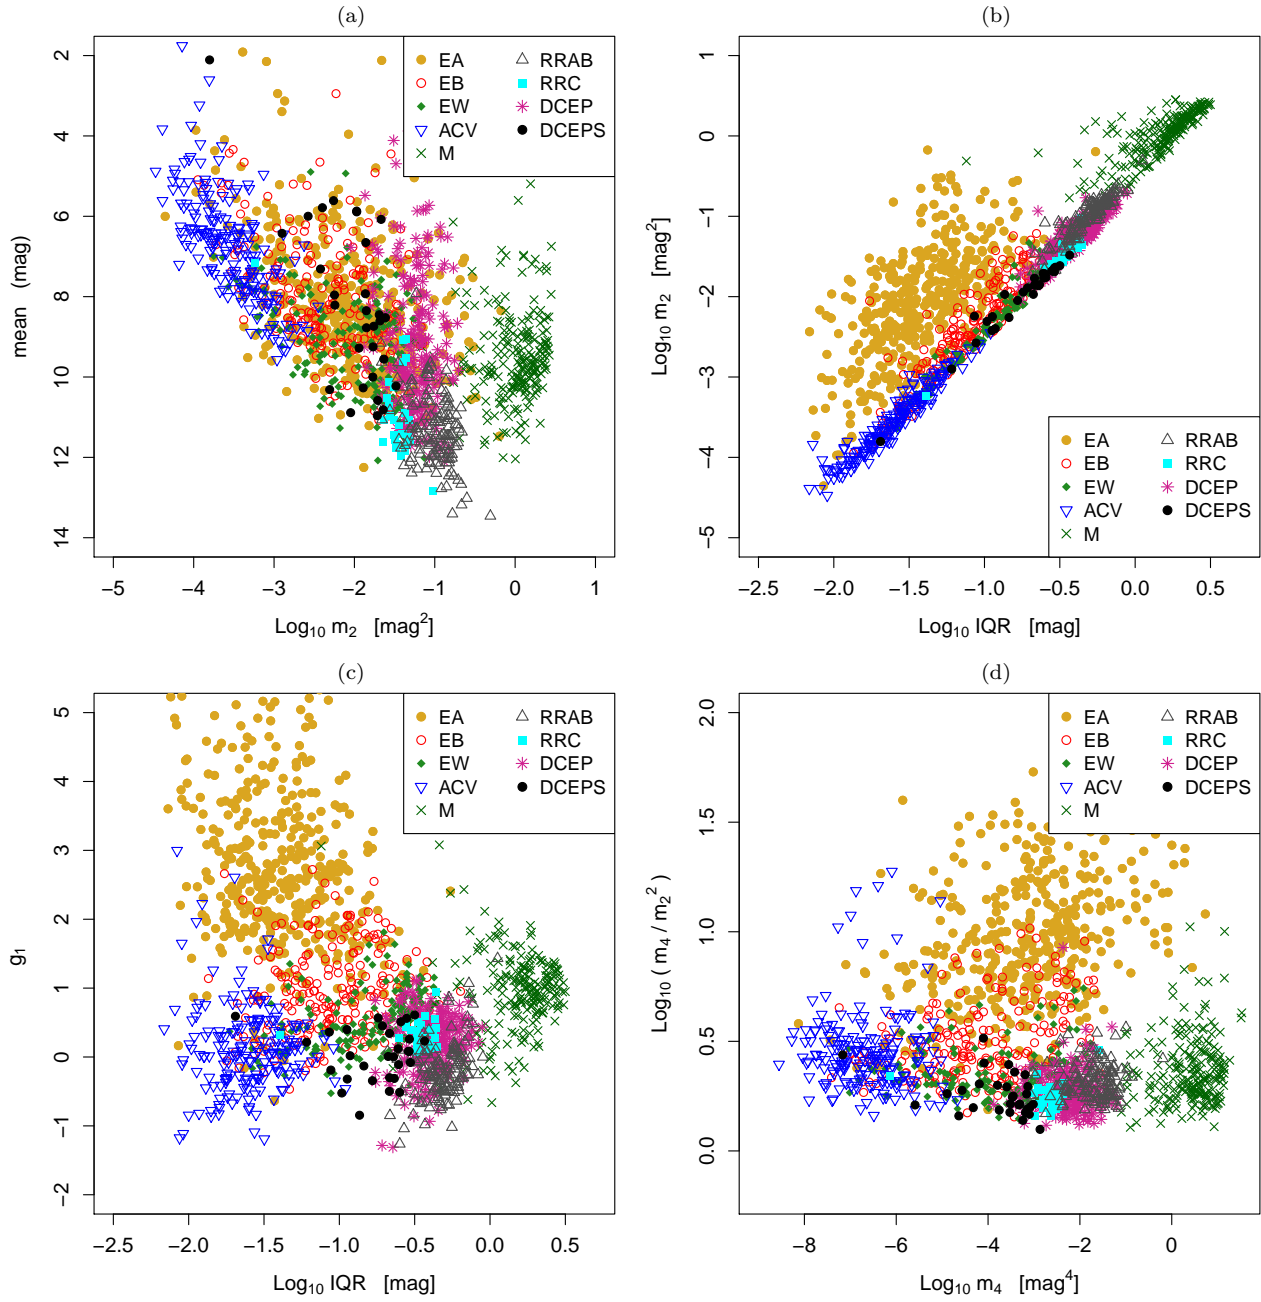 (a)
mean (mag)
2
4
6
8
10
12
14
EA
EB
EW
ACV
M
RRAB
RRC
DCEP
DCEPS
−5 −4 −3 −2 −1 0 1
Log10 m2 [mag2]
(b)
Log10 m2 [mag2]
1
0
−1
−2
−3
−4
−5
EA
EB
EW
ACV
M
RRAB
RRC
DCEP
DCEPS
−2.5 −2.0 −1.5 −1.0 −0.5 0.0 0.5
Log10 IQR [mag]
(c)
g1
5
4
3
2
1
0
−1
−2
EA
EB
EW
ACV
M
RRAB
RRC
DCEP
DCEPS
−2.5 −2.0 −1.5 −1.0 −0.5 0.0 0.5
Log10 IQR [mag]
(d)
Log10 ( m4 / m2 2 )
2.0
1.5
1.0
0.5
0.0
EA
EB
EW
ACV
M
RRAB
RRC
DCEP
DCEPS
−8 −6 −4 −2 0
Log10 m4 [mag4]